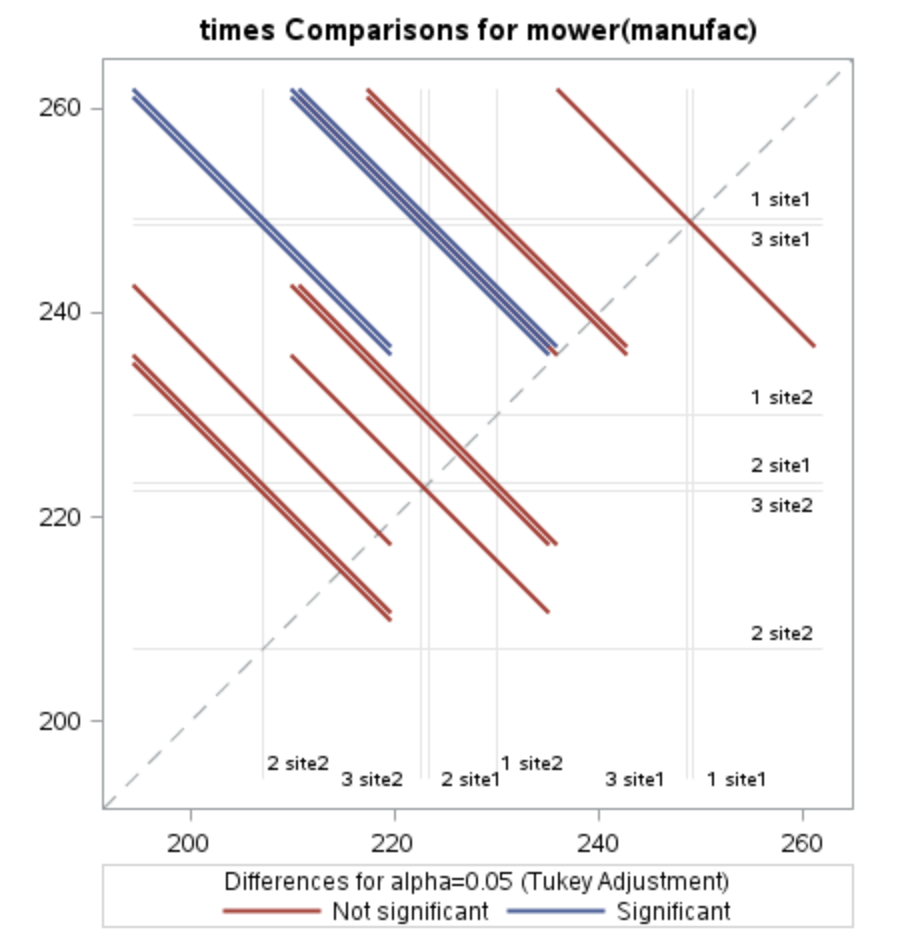 times Comparisons for mower(manufac)
260
240
220
200
1 site1
3 site1
1 site2
2 site1
3 site2
2 site2
2 site2
3 site2
2 site1
1 site2
3 site1
1 site1
200
220
240
260
Differences for alpha=0.05 (Tukey Adjustment)
Not significant
Significant